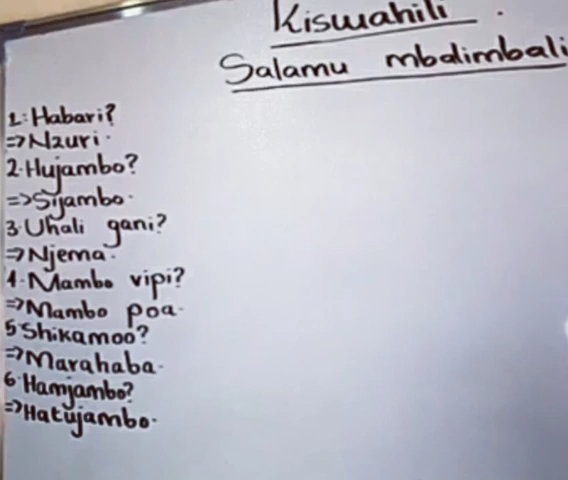 Kiswahili.
Salamu mbalimbali
1. Habari?
=> Nzuri.
2. Hujambo?
=> Sijambo.
3. Uhali gani?
=> Njema.
4. Mambo vipi?
=> Mambo poa.
5 Shikamoo?
=> Marahaba.
6. Hamjambo?
=> Hatujambo.